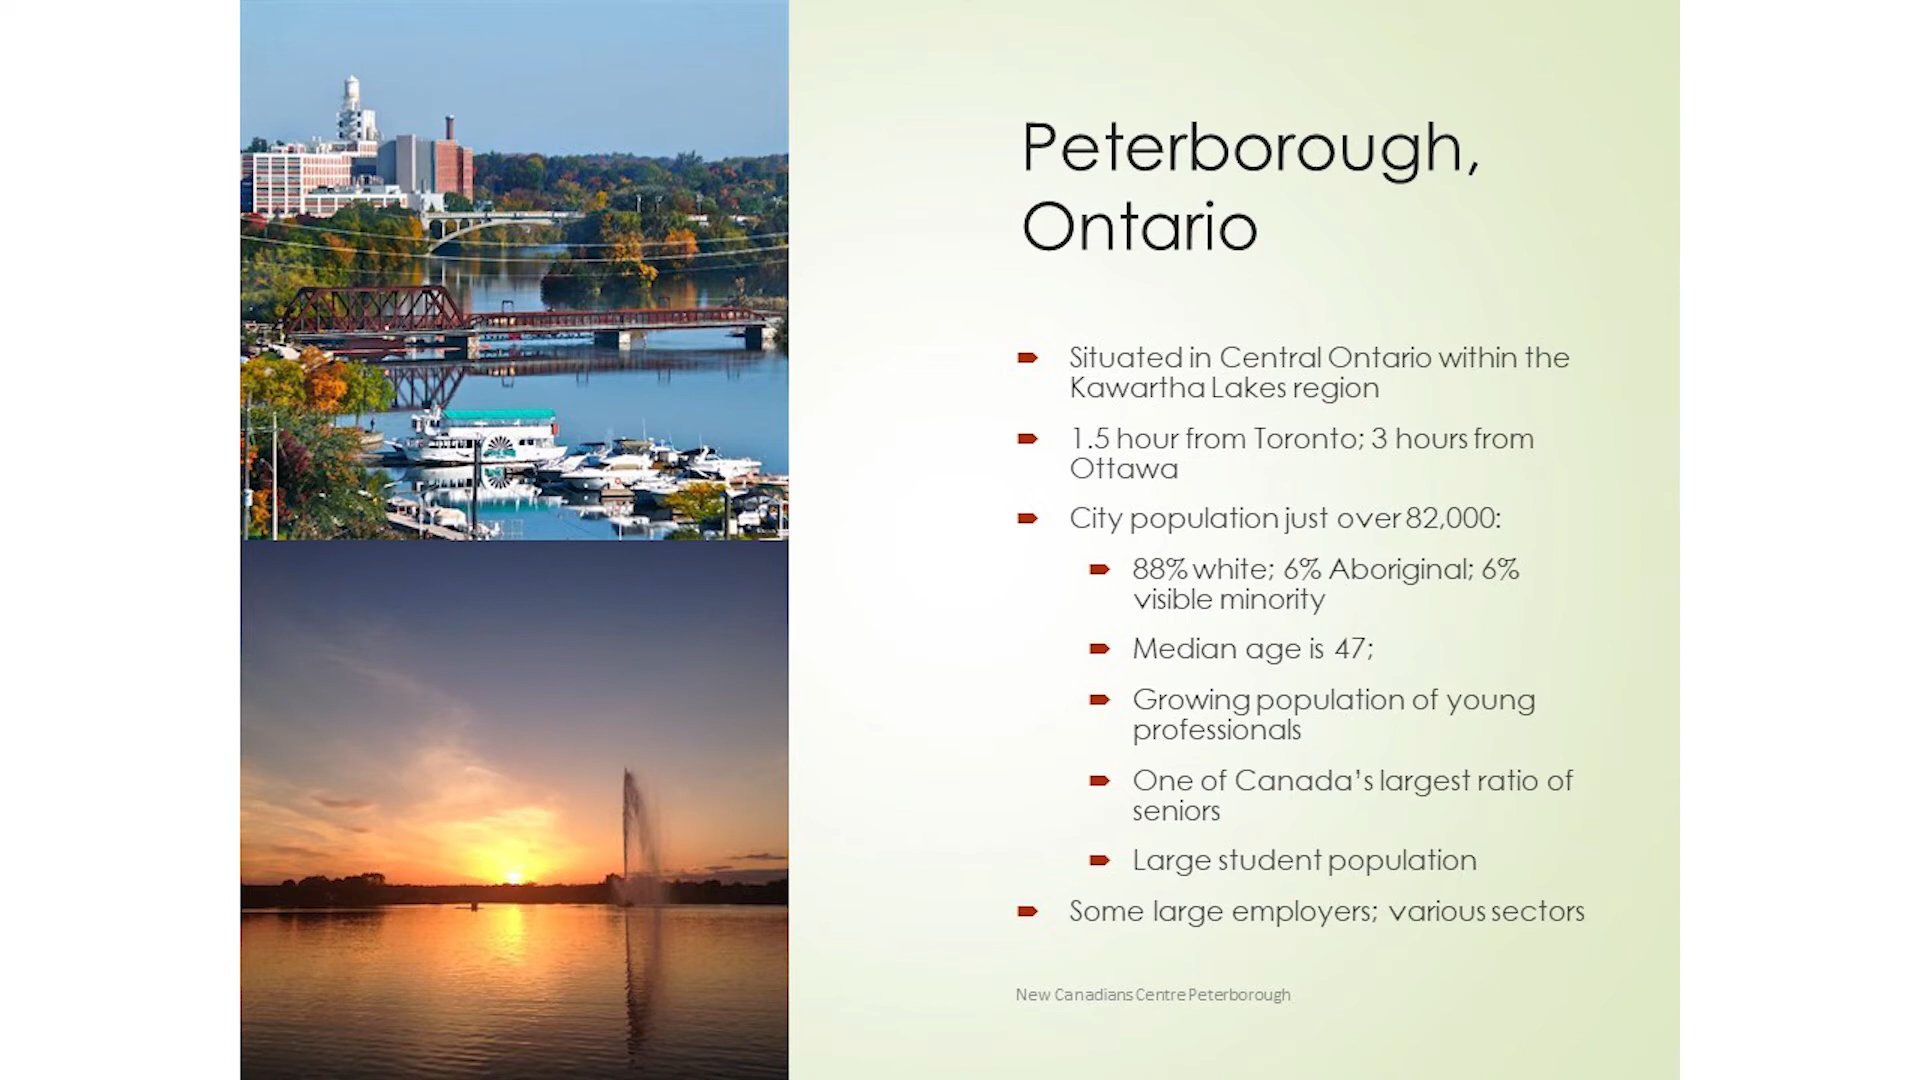 Peterborough,
Ontario
Situated in Central Ontario within the
Kawartha Lakes region
1.5 hour from Toronto; 3 hours from
Ottawa
City population just over 82,000:
88% white; 6% Aboriginal; 6%
visible minority
Median age is 47;
Growing population of young
professionals
One of Canada's largest ratio of
seniors
Large student population
Some large employers; various sectors
New Canadians Centre Peterborough